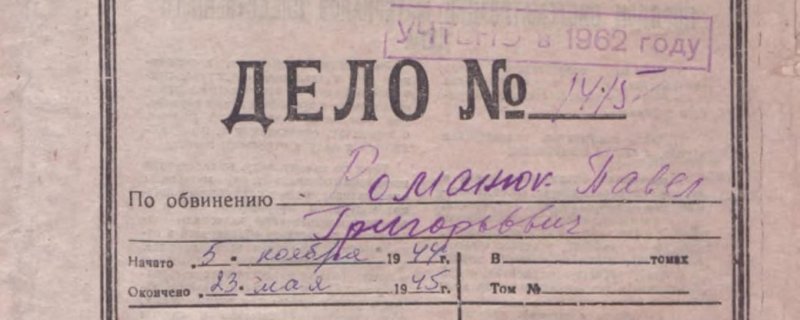 УЧТЕНО в 1962 году
ДЕЛО № 1415
По обвинению Романюк Павел
Григорьевич
Начато 5 ноября 1944 г. В томах
Окончено 23 мая 1945 г. Том №